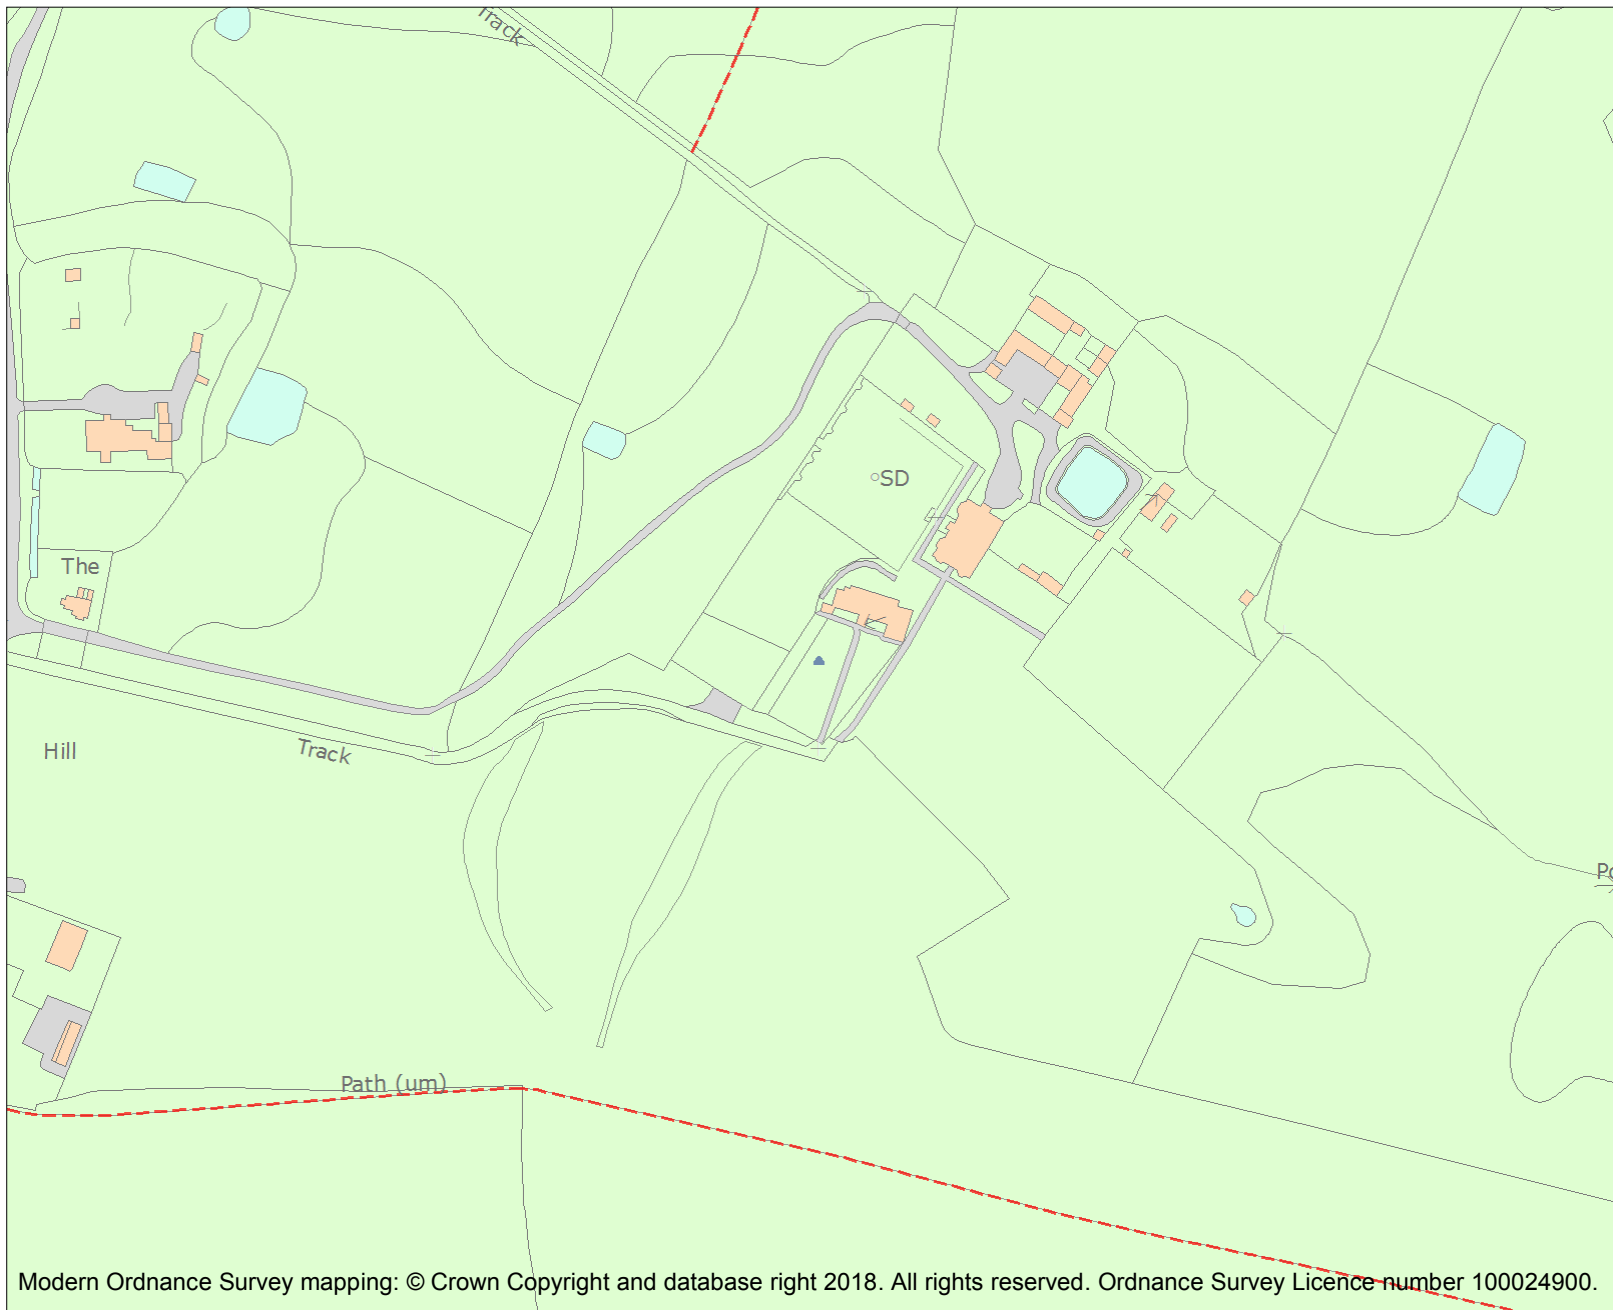 Track
SD
The
Hill
Track
Path (um)
Modern Ordnance Survey mapping: © Crown Copyright and database right 2018. All rights reserved. Ordnance Survey Licence number 100024900.